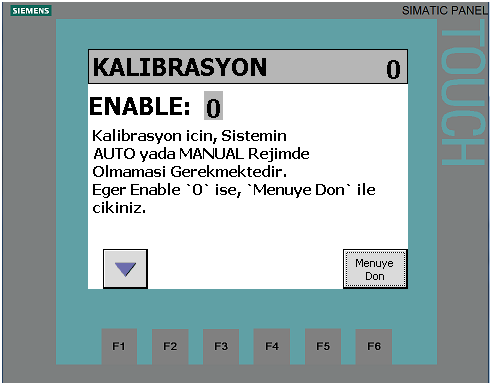 SIEMENS
SIMATIC PANEL
TOUCH
KALIBRASYON 0
ENABLE: 0
Kalibrasyon icin, Sistemin
AUTO yada MANUAL Rejimde
Olmamasi Gerekmektedir.
Eger Enable `0` ise, `Menuye Don` ile
cikiniz.
Menuye
Don
F1 F2 F3 F4 F5 F6